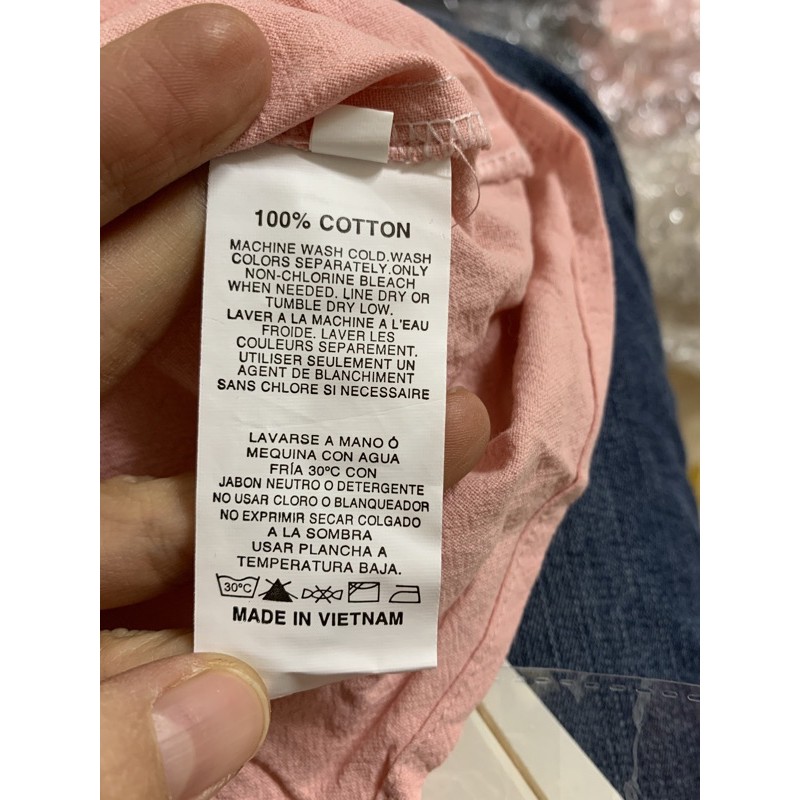 100% COTTON
MACHINE WASH COLD.WASH
COLORS SEPARATELY.ONLY
NON-CHLORINE BLEACH
WHEN NEEDED. LINE DRY OR
TUMBLE DRY LOW.
LAVER A LA MACHINE A L'EAU
FROIDE. LAVER LES
COULEURS SEPAREMENT.
UTILISER SEULEMENT UN
AGENT DE BLANCHIMENT
SANS CHLORE SI NECESSAIRE
LAVARSE A MANO Ó
MEQUINA CON AGUA
FRÍA 30ºC CON
JABON NEUTRO O DETERGENTE
NO USAR CLORO O BLANQUEADOR
NO EXPRIMIR SECAR COLGADO
A LA SOMBRA
USAR PLANCHA A
TEMPERATURA BAJA.
30ºC
MADE IN VIETNAM